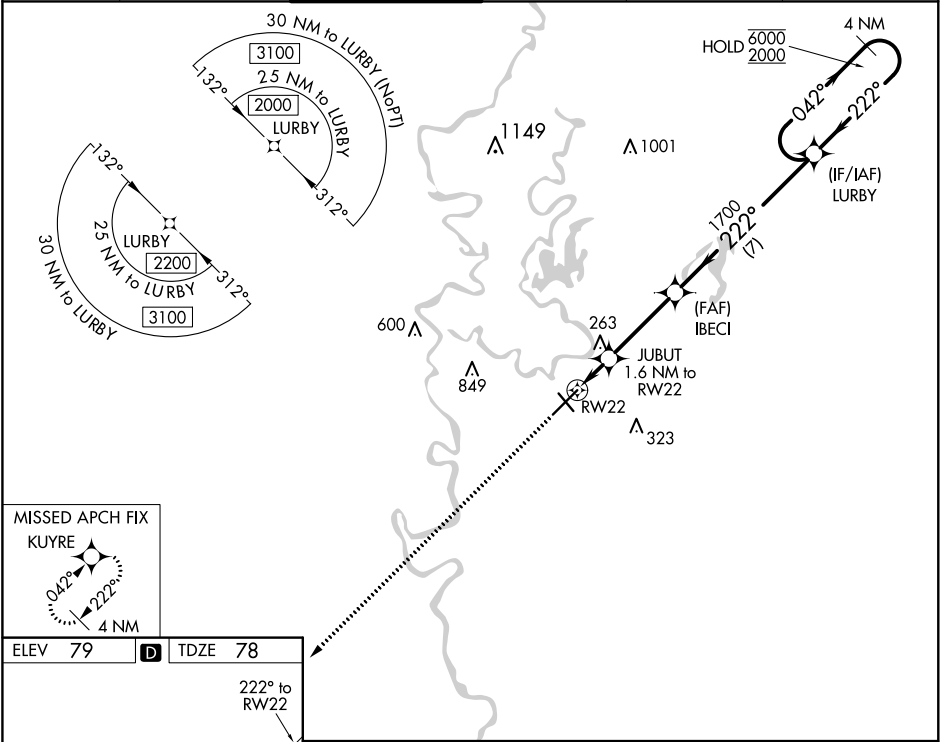 30 NM to LURBY (NoPT)
3100
25 NM to LURBY
2000
LURBY
132°
312°
132°
LURBY
2200
25 NM to LURBY
312°
3100
30 NM to LURBY
4 NM
HOLD 6000
2000
042°
222°
(IF/IAF)
LURBY
1149
1001
1700
222°
(7)
(FAF)
IBECI
600
263
JUBUT
1.6 NM to
RW22
849
RW22
323
MISSED APCH FIX
KUYRE
042°
222°
4 NM
ELEV 79 D TDZE 78
222° to
RW22